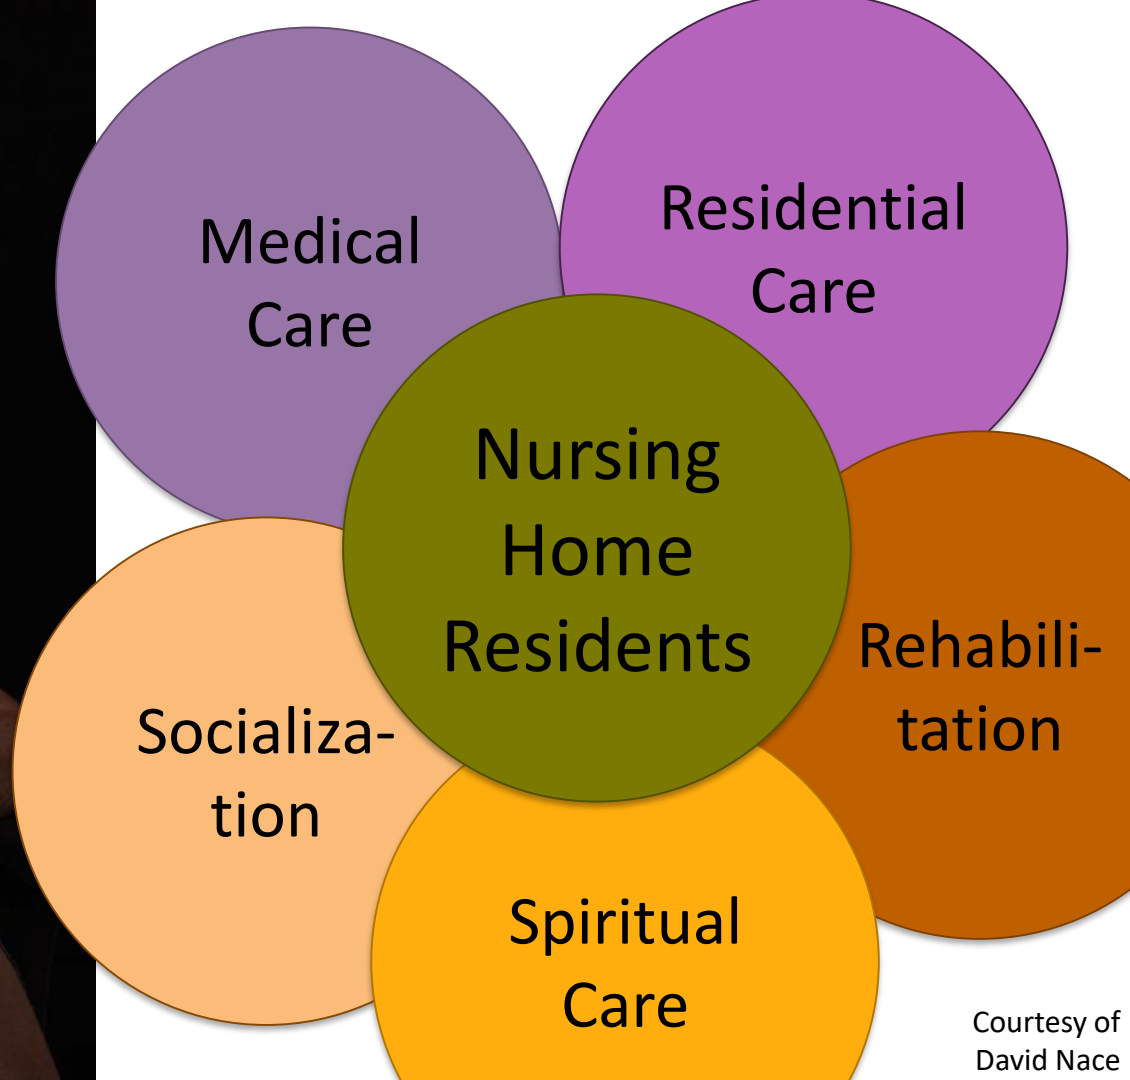 Medical
Care
Residential
Care
Nursing
Home
Residents
Rehabili-
tation
Socializa-
tion
Spiritual
Care
Courtesy of
David Nace